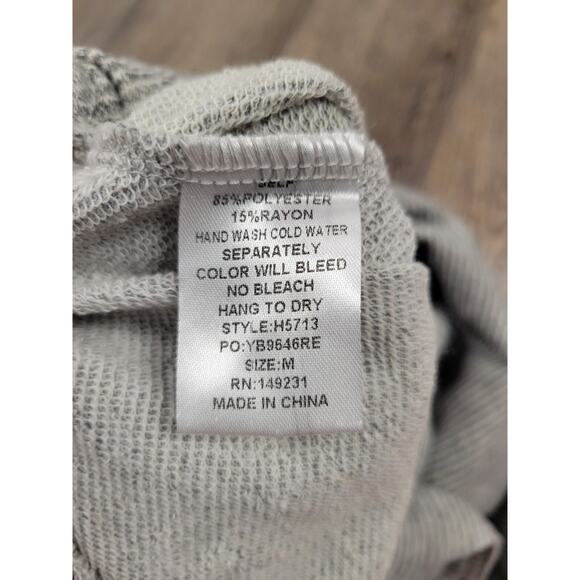 SELF
85%POLYESTER
15%RAYON
HAND WASH COLD WATER
SEPARATELY
COLOR WILL BLEED
NO BLEACH
HANG TO DRY
STYLE:H5713
PO:YB9646RE
SIZE:M
RN:149231
MADE IN CHINA